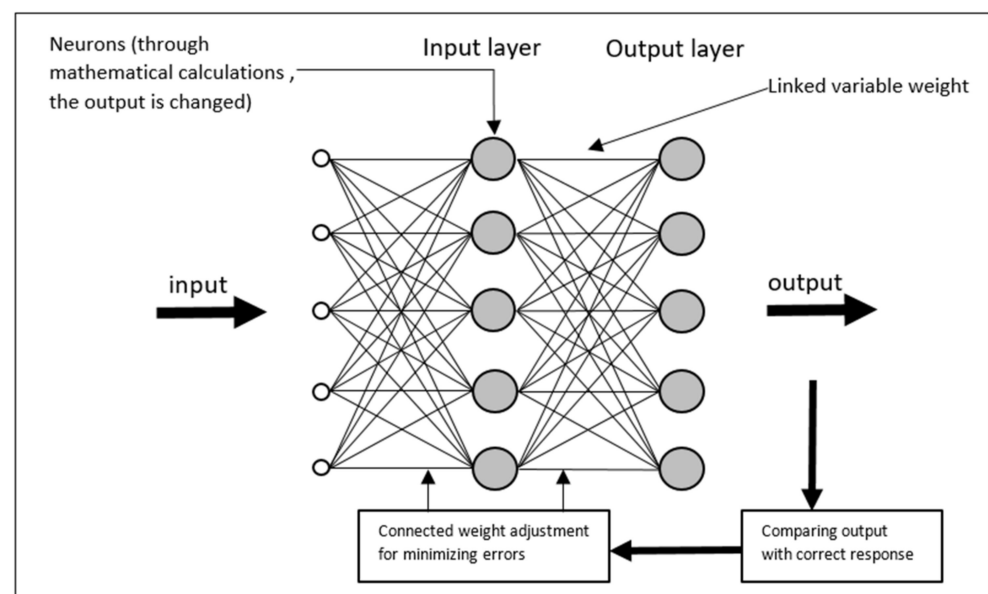 Neurons (through
mathematical calculations ,
the output is changed)
Input layer
Output layer
Linked variable weight
input
output
Connected weight adjustment
for minimizing errors
Comparing output
with correct response